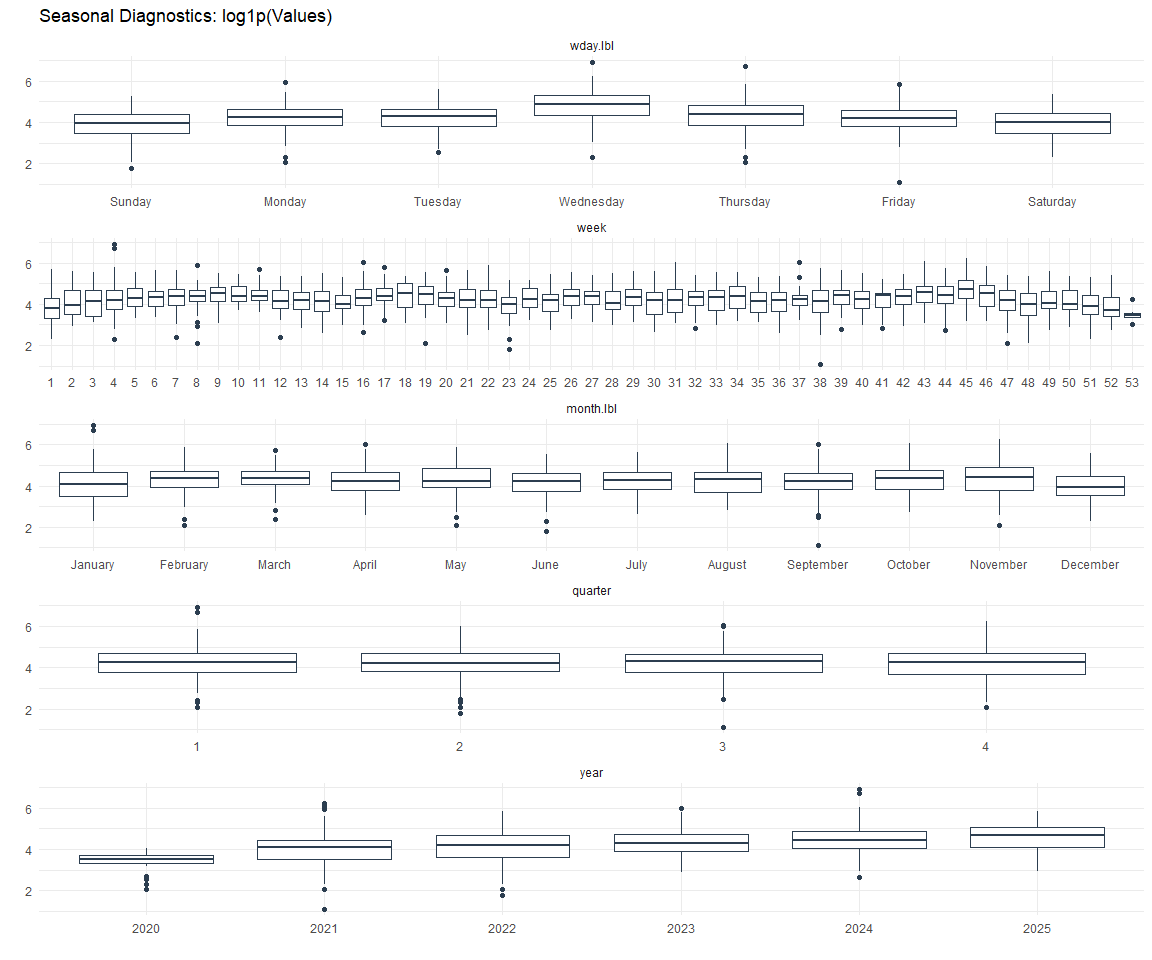 Seasonal Diagnostics: log1p(Values)
wday.lbl
6
4
2
Sunday Monday Tuesday Wednesday Thursday Friday Saturday
week
6
4
2
1 2 3 4 5 6 7 8 9 10 11 12 13 14 15 16 17 18 19 20 21 22 23 24 25 26 27 28 29 30 31 32 33 34 35 36 37 38 39 40 41 42 43 44 45 46 47 48 49 50 51 52 53
month.lbl
6
4
2
January February March April May June July August September October November December
quarter
6
4
2
1 2 3 4
year
6
4
2
2020 2021 2022 2023 2024 2025